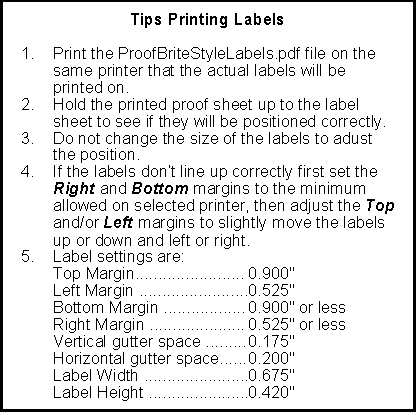 Tips Printing Labels
1. Print the ProofBriteStyleLabels.pdf file on the
same printer that the actual labels will be
printed on.
2. Hold the printed proof sheet up to the label
sheet to see if they will be positioned correctly.
3. Do not change the size of the labels to adust
the position.
4. If the labels don't line up correctly first set the
Right and Bottom margins to the minimum
allowed on selected printer, then adjust the Top
and/or Left margins to slightly move the labels
up or down and left or right.
5. Label settings are:
Top Margin........................ 0.900"
Left Margin ........................0.525"
Bottom Margin .................. 0.900" or less
Right Margin ..................... 0.525" or less
Vertical gutter space ......... 0.175"
Horizontal gutter space...... 0.200"
Label Width .......................0.675"
Label Height ......................0.420"